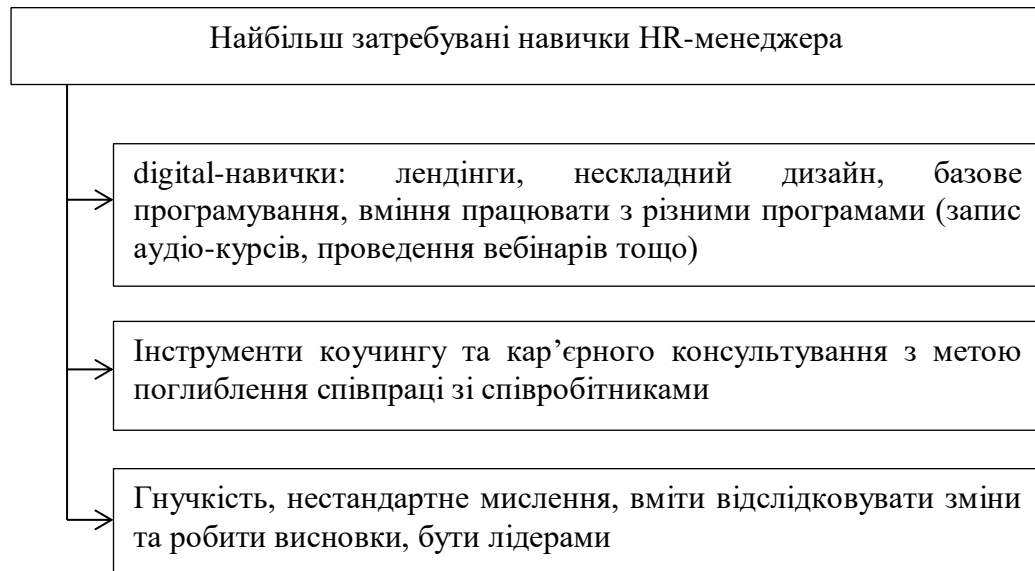 Найбільш затребувані навички HR-менеджера
digital-навички: лендінги, нескладний дизайн, базове
програмування, вміння працювати з різними програмами (запис
аудіо-курсів, проведення вебінарів тощо)
Інструменти коучингу та кар’єрного консультування з метою
поглиблення співпраці зі співробітниками
Гнучкість, нестандартне мислення, вміти відслідковувати зміни
та робити висновки, бути лідерами